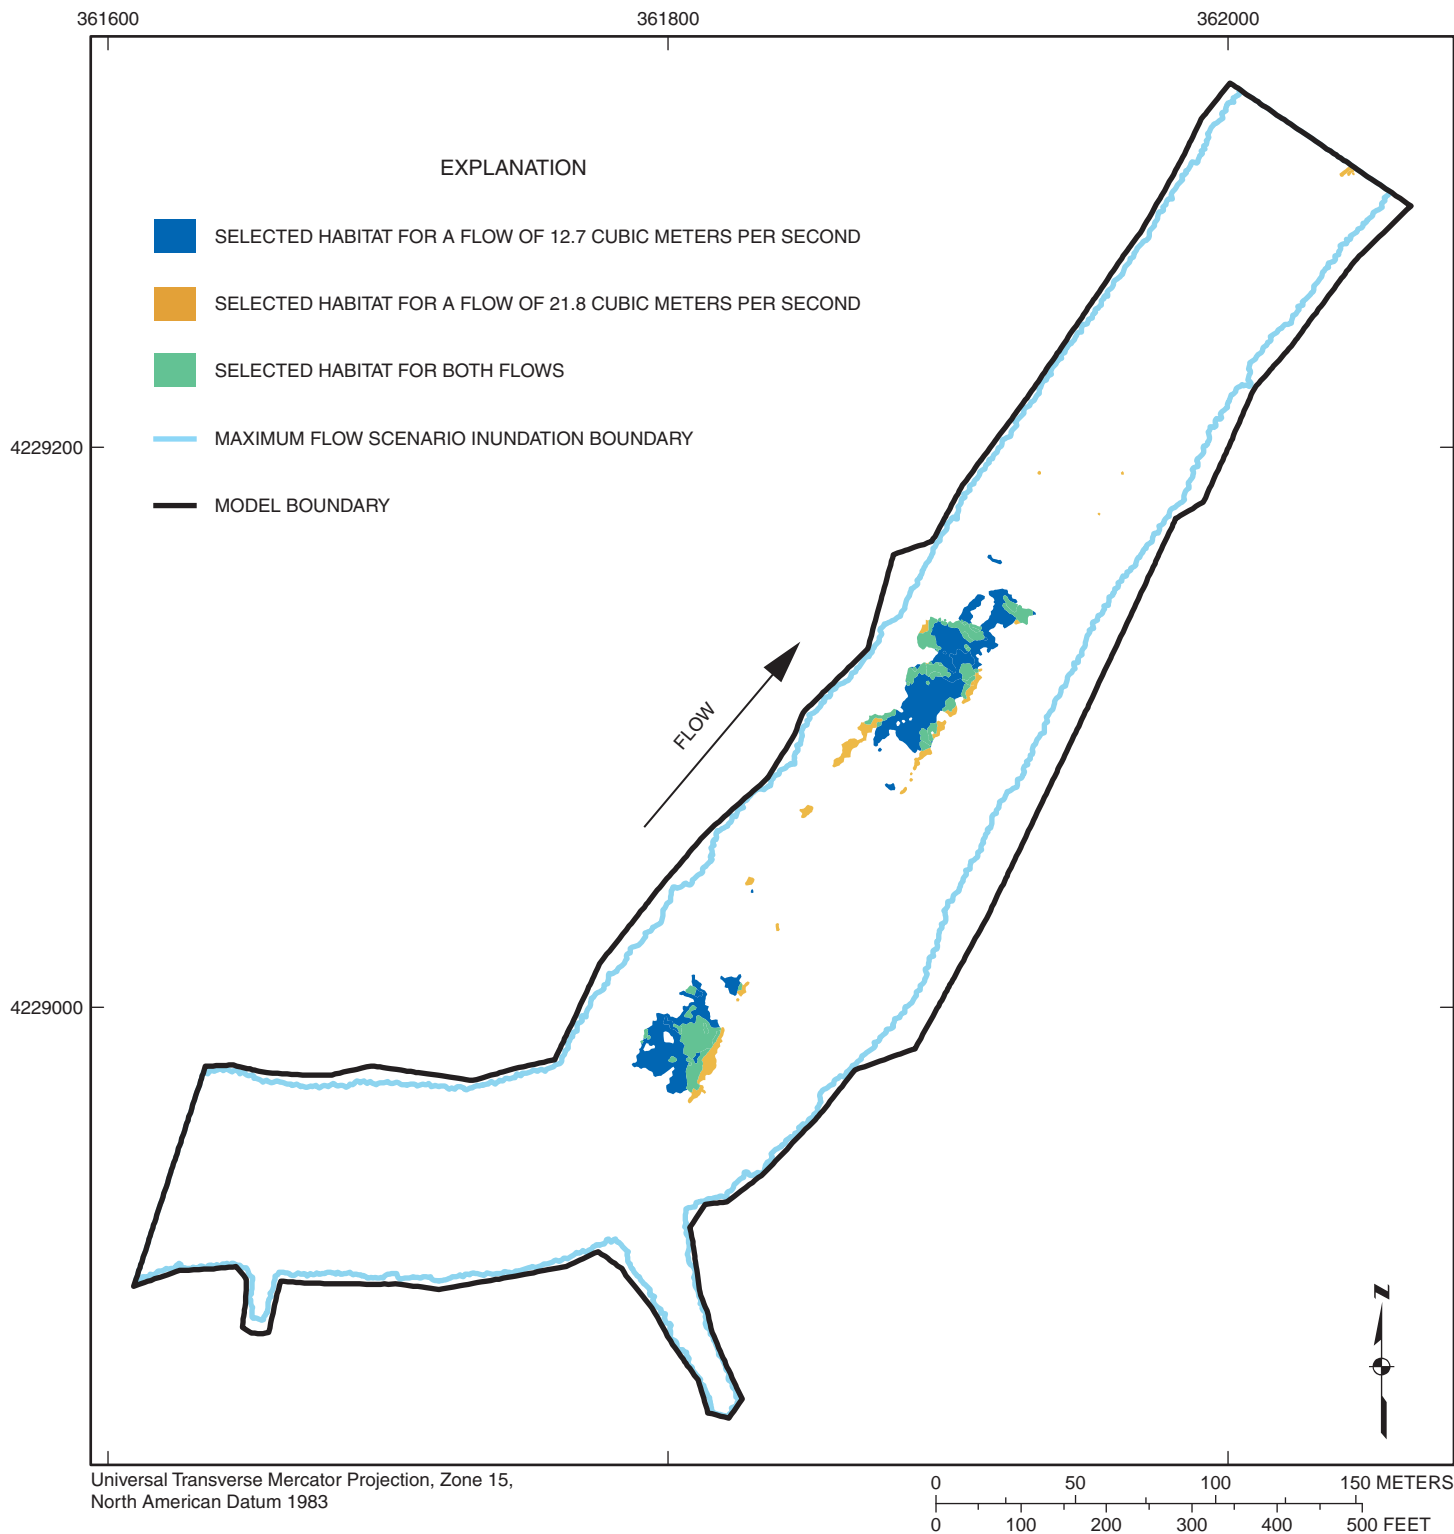 361600 361800 362000
EXPLANATION
SELECTED HABITAT FOR A FLOW OF 12.7 CUBIC METERS PER SECOND
SELECTED HABITAT FOR A FLOW OF 21.8 CUBIC METERS PER SECOND
SELECTED HABITAT FOR BOTH FLOWS
MAXIMUM FLOW SCENARIO INUNDATION BOUNDARY
4229200
MODEL BOUNDARY
FLOW
4229000
N
Universal Transverse Mercator Projection, Zone 15,
North American Datum 1983
0 50 100 150 METERS
0 100 200 300 400 500 FEET